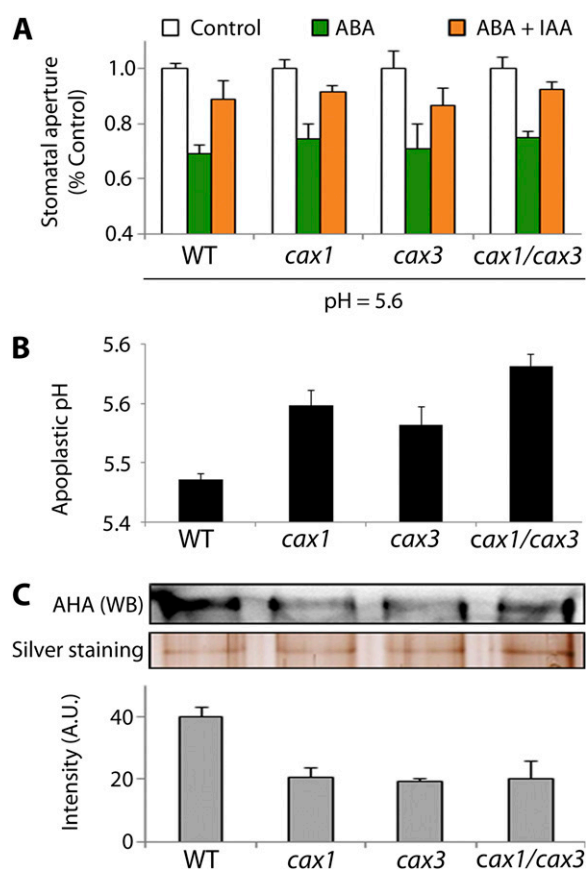 A
Control ABA ABA + IAA
Stomatal aperture
(% Control)
1.0
0.8
0.6
0.4
WT cax1 cax3 cax1/cax3
pH = 5.6
B
Apoplastic pH
5.6
5.6
5.5
5.4
WT cax1 cax3 cax1/cax3
C
AHA (WB)
Silver staining
Intensity (A.U.)
40
20
0
WT cax1 cax3 cax1/cax3